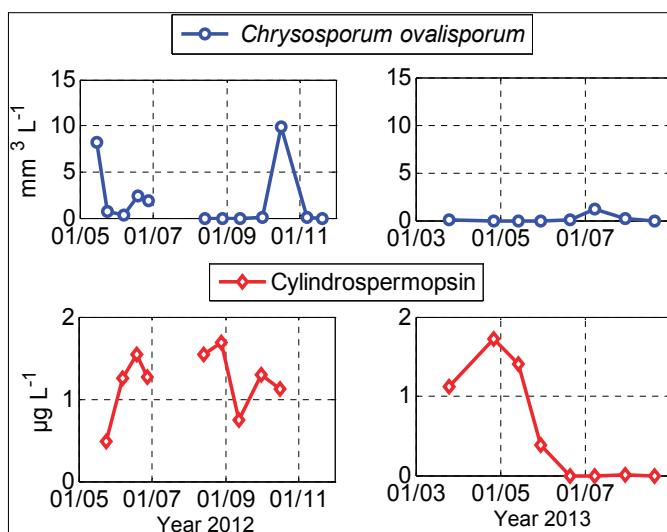 Chrysosporum ovalisporum
15 15
10 10
5 5
0 0
mm³ L⁻¹
01/05 01/07 01/09 01/11 01/03 01/05 01/07
Cylindrospermopsin
2 2
1 1
0 0
µg L⁻¹
01/05 01/07 01/09 01/11 01/03 01/05 01/07
Year 2012 Year 2013